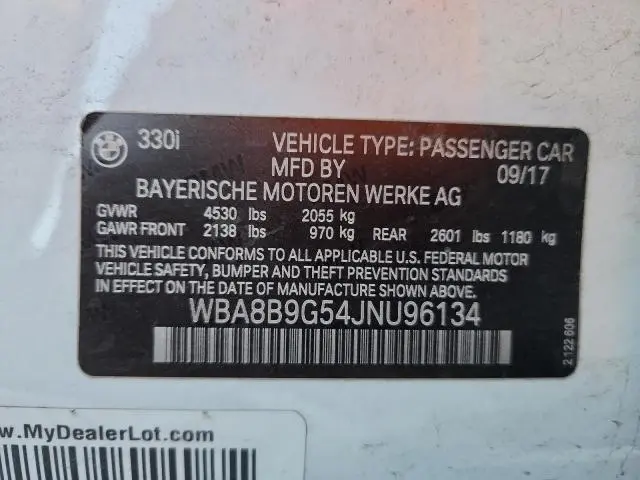 330i VEHICLE TYPE: PASSENGER CAR
MFD BY 09/17
BAYERISCHE MOTOREN WERKE AG
GVWR 4530 lbs 2055 kg
GAWR FRONT 2138 lbs 970 kg REAR 2601 lbs 1180 kg
THIS VEHICLE CONFORMS TO ALL APPLICABLE U.S. FEDERAL MOTOR
VEHICLE SAFETY, BUMPER AND THEFT PREVENTION STANDARDS
IN EFFECT ON THE DATE OF MANUFACTURE SHOWN ABOVE.
WBA8B9G54JNU96134
2 122 606
www.MyDealerLot.com